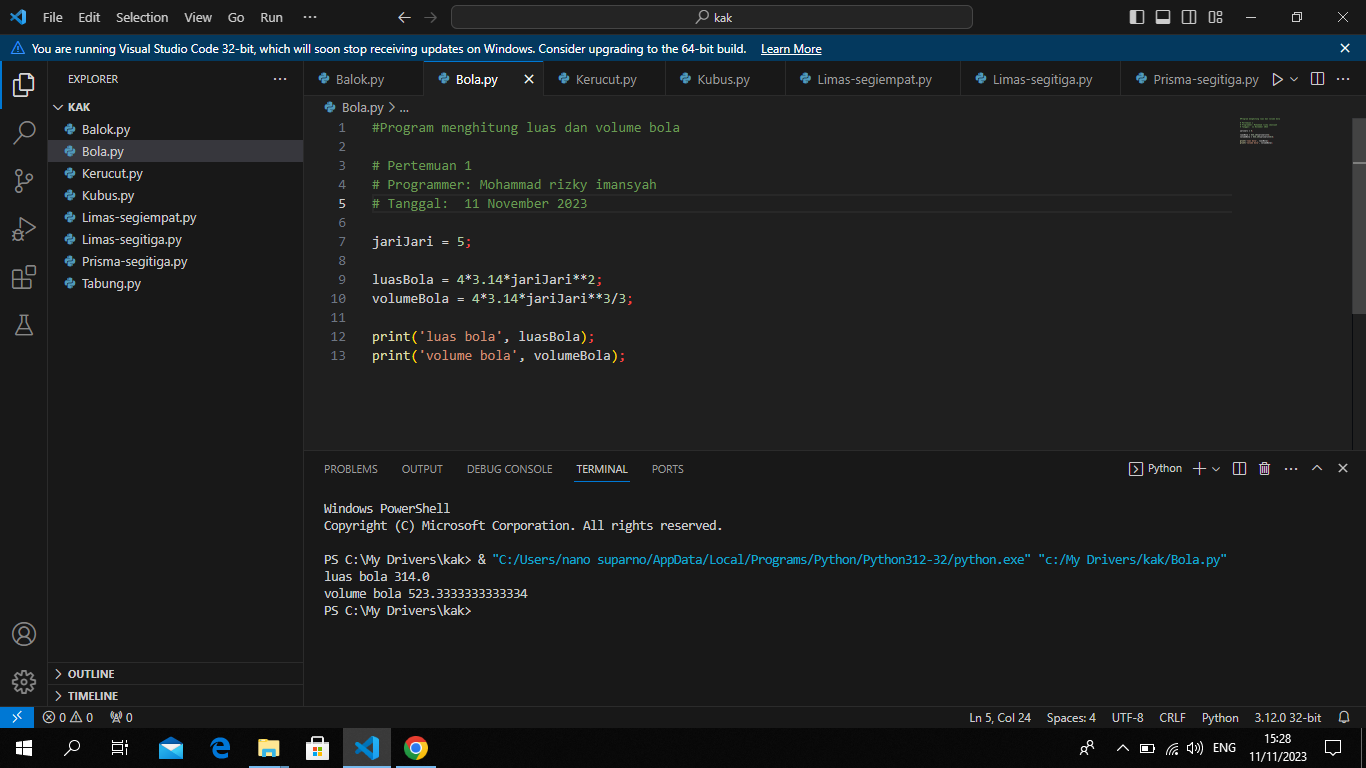 File Edit Selection View Go Run ··· kak
You are running Visual Studio Code 32-bit, which will soon stop receiving updates on Windows. Consider upgrading to the 64-bit build. Learn More
EXPLORER ···
KAK
Balok.py
Bola.py
Kerucut.py
Kubus.py
Limas-segiempat.py
Limas-segitiga.py
Prisma-segitiga.py
Tabung.py
OUTLINE
TIMELINE
Balok.py Bola.py Kerucut.py Kubus.py Limas-segiempat.py Limas-segitiga.py Prisma-segitiga.py
Bola.py > ...
1 #Program menghitung luas dan volume bola
2
3 # Pertemuan 1
4 # Programmer: Mohammad rizky imansyah
5 # Tanggal:  11 November 2023
6
7 jariJari = 5;
8
9 luasBola = 4*3.14*jariJari**2;
10 volumeBola = 4*3.14*jariJari**3/3;
11
12 print('luas bola', luasBola);
13 print('volume bola', volumeBola);
PROBLEMS OUTPUT DEBUG CONSOLE TERMINAL PORTS Python
Windows PowerShell
Copyright (C) Microsoft Corporation. All rights reserved.
PS C:\My Drivers\kak> & "C:/Users/nano suparno/AppData/Local/Programs/Python/Python312-32/python.exe" "c:/My Drivers/kak/Bola.py"
luas bola 314.0
volume bola 523.3333333333334
PS C:\My Drivers\kak>
0 0 0 Ln 5, Col 24 Spaces: 4 UTF-8 CRLF Python 3.12.0 32-bit
ENG 15:28
11/11/2023